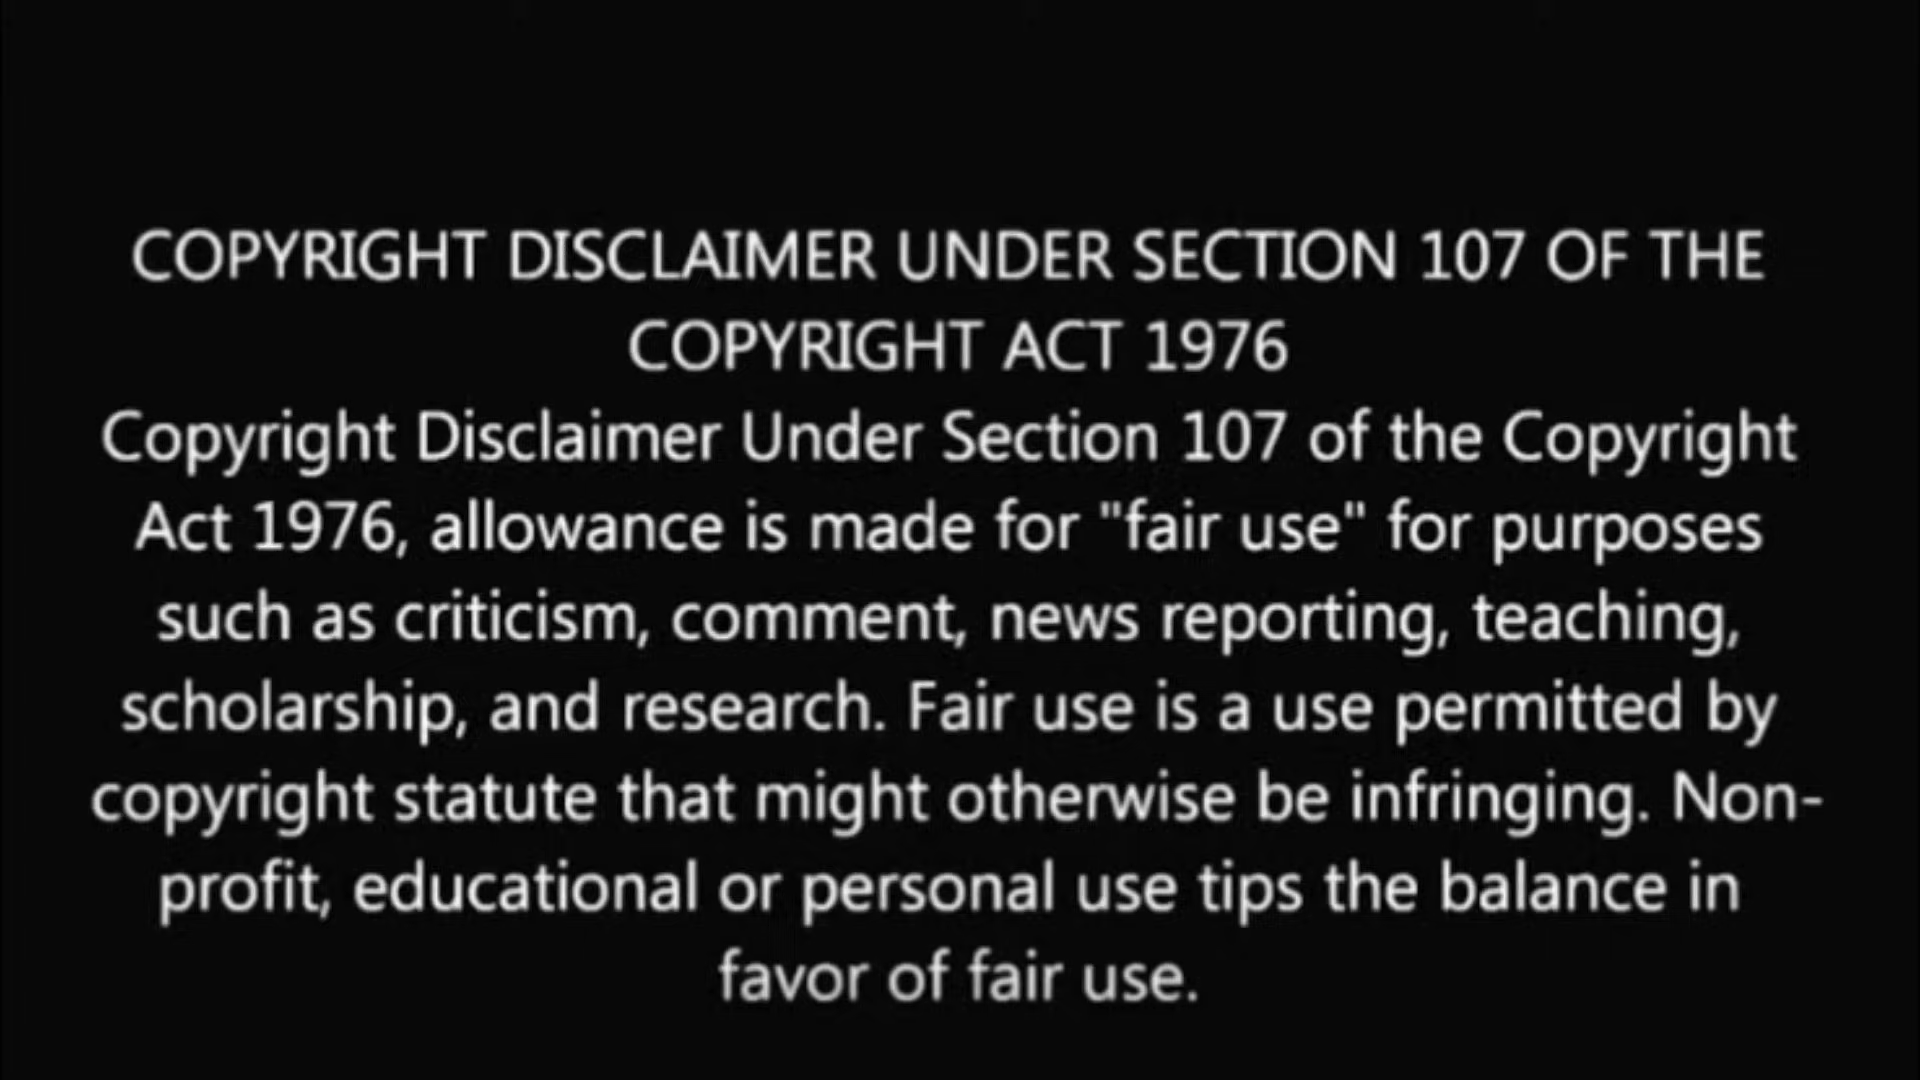 COPYRIGHT DISCLAIMER UNDER SECTION 107 OF THE
COPYRIGHT ACT 1976
Copyright Disclaimer Under Section 107 of the Copyright
Act 1976, allowance is made for "fair use" for purposes
such as criticism, comment, news reporting, teaching,
scholarship, and research. Fair use is a use permitted by
copyright statute that might otherwise be infringing. Non-
profit, educational or personal use tips the balance in
favor of fair use.